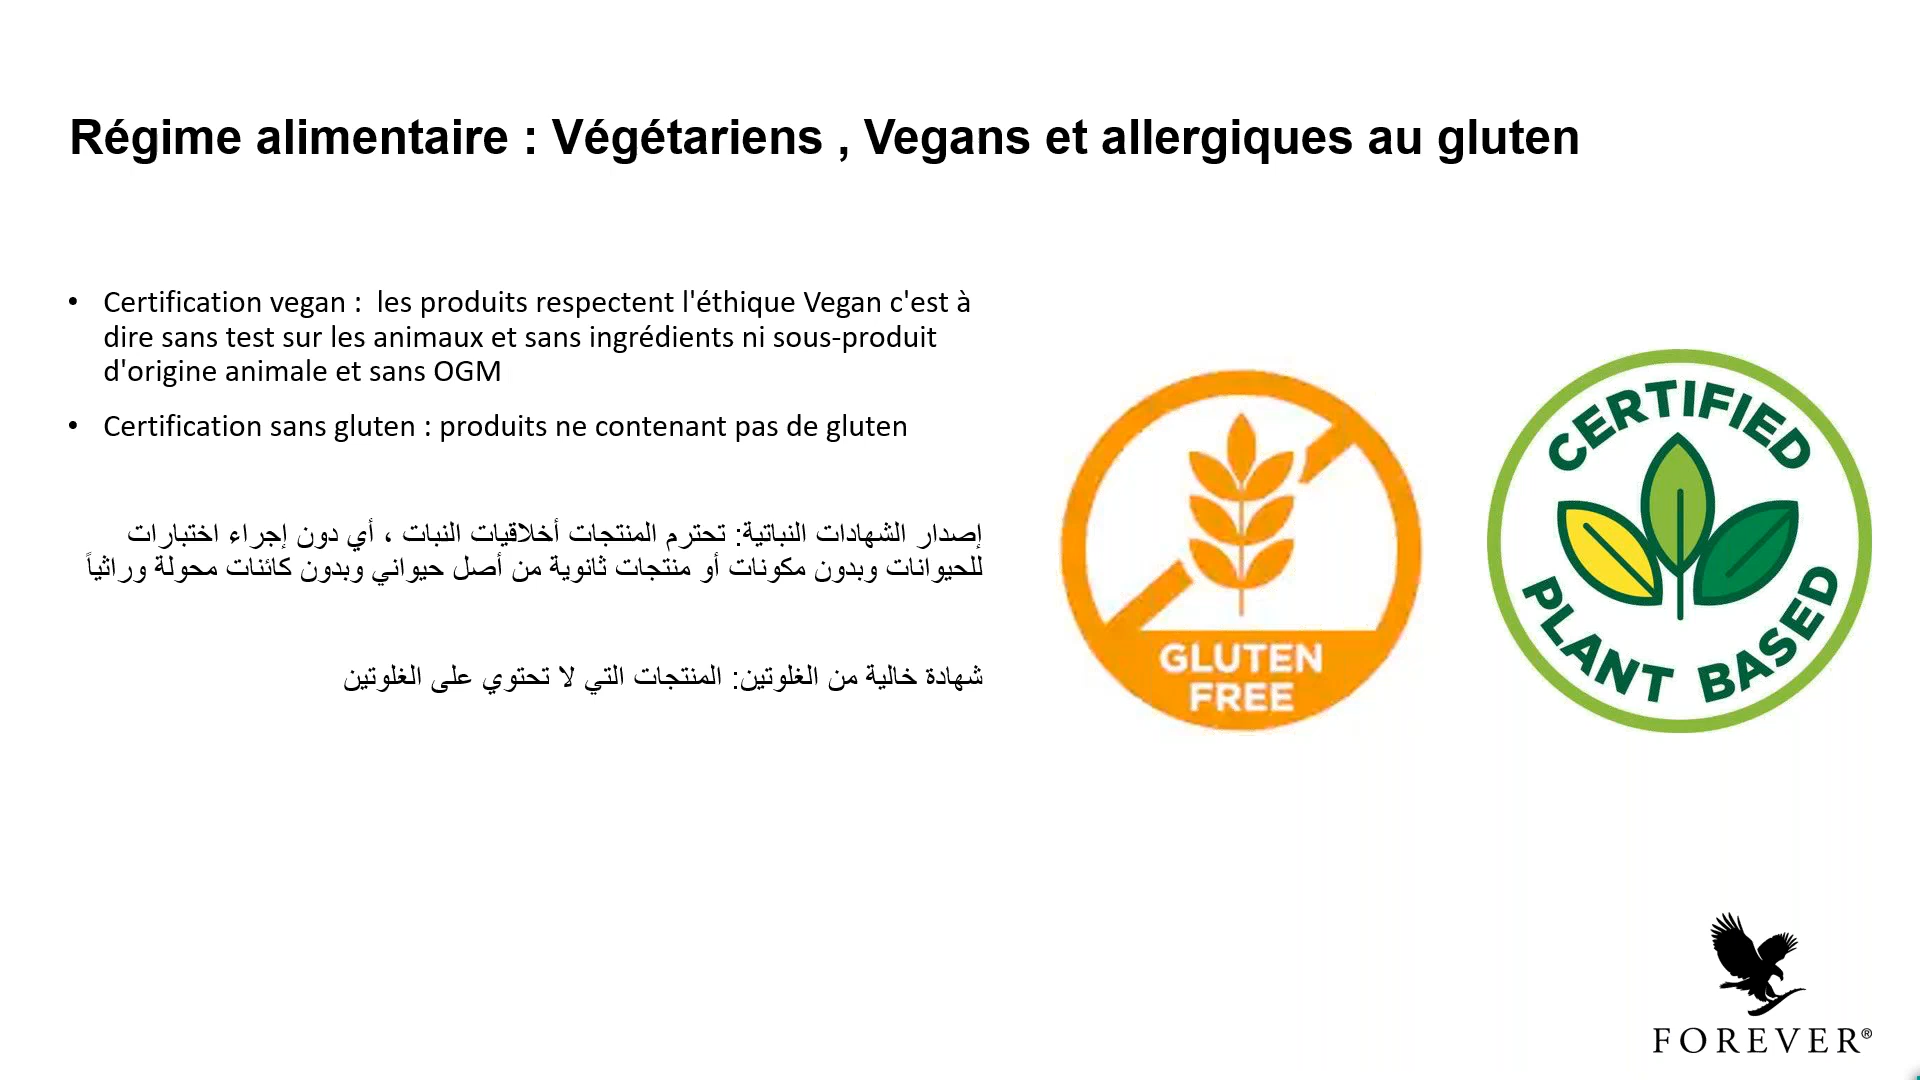 Régime alimentaire : Végétariens , Vegans et allergiques au gluten
• Certification vegan :  les produits respectent l'éthique Vegan c'est à
dire sans test sur les animaux et sans ingrédients ni sous-produit
d'origine animale et sans OGM
• Certification sans gluten : produits ne contenant pas de gluten
إصدار الشهادات النباتية: تحترم المنتجات أخلاقيات النبات ، أي دون إجراء اختبارات
للحيوانات وبدون مكونات أو منتجات ثانوية من أصل حيواني وبدون كائنات محولة وراثياً
شهادة خالية من الغلوتين: المنتجات التي لا تحتوي على الغلوتين
GLUTEN
FREE
CERTIFIED
PLANT BASED
FOREVER®